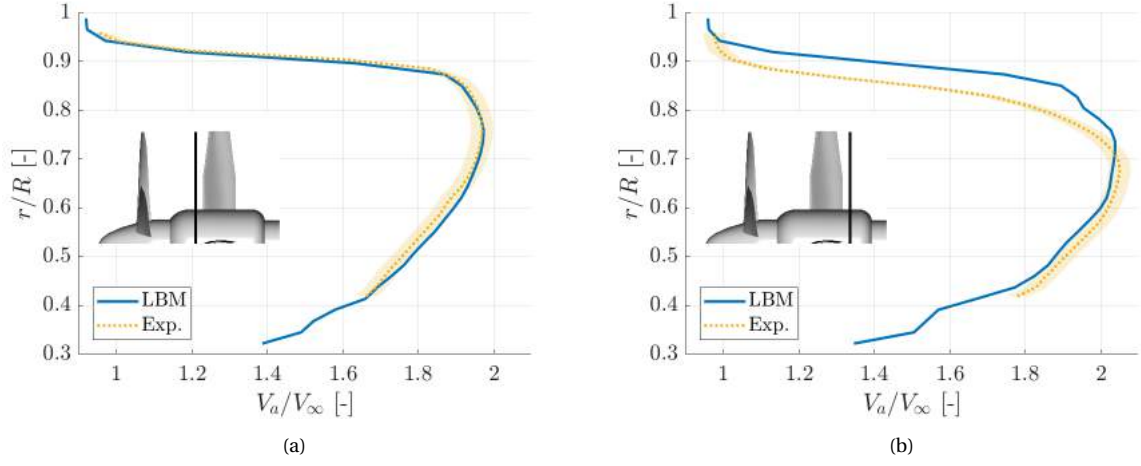 1
0.9
0.8
0.7
0.6
0.5
0.4
0.3
r/R [-]
LBM
Exp.
1 1.2 1.4 1.6 1.8 2
V_a/V_∞ [-]
(a)
1
0.9
0.8
0.7
0.6
0.5
0.4
0.3
r/R [-]
LBM
Exp.
1 1.2 1.4 1.6 1.8 2
V_a/V_∞ [-]
(b)